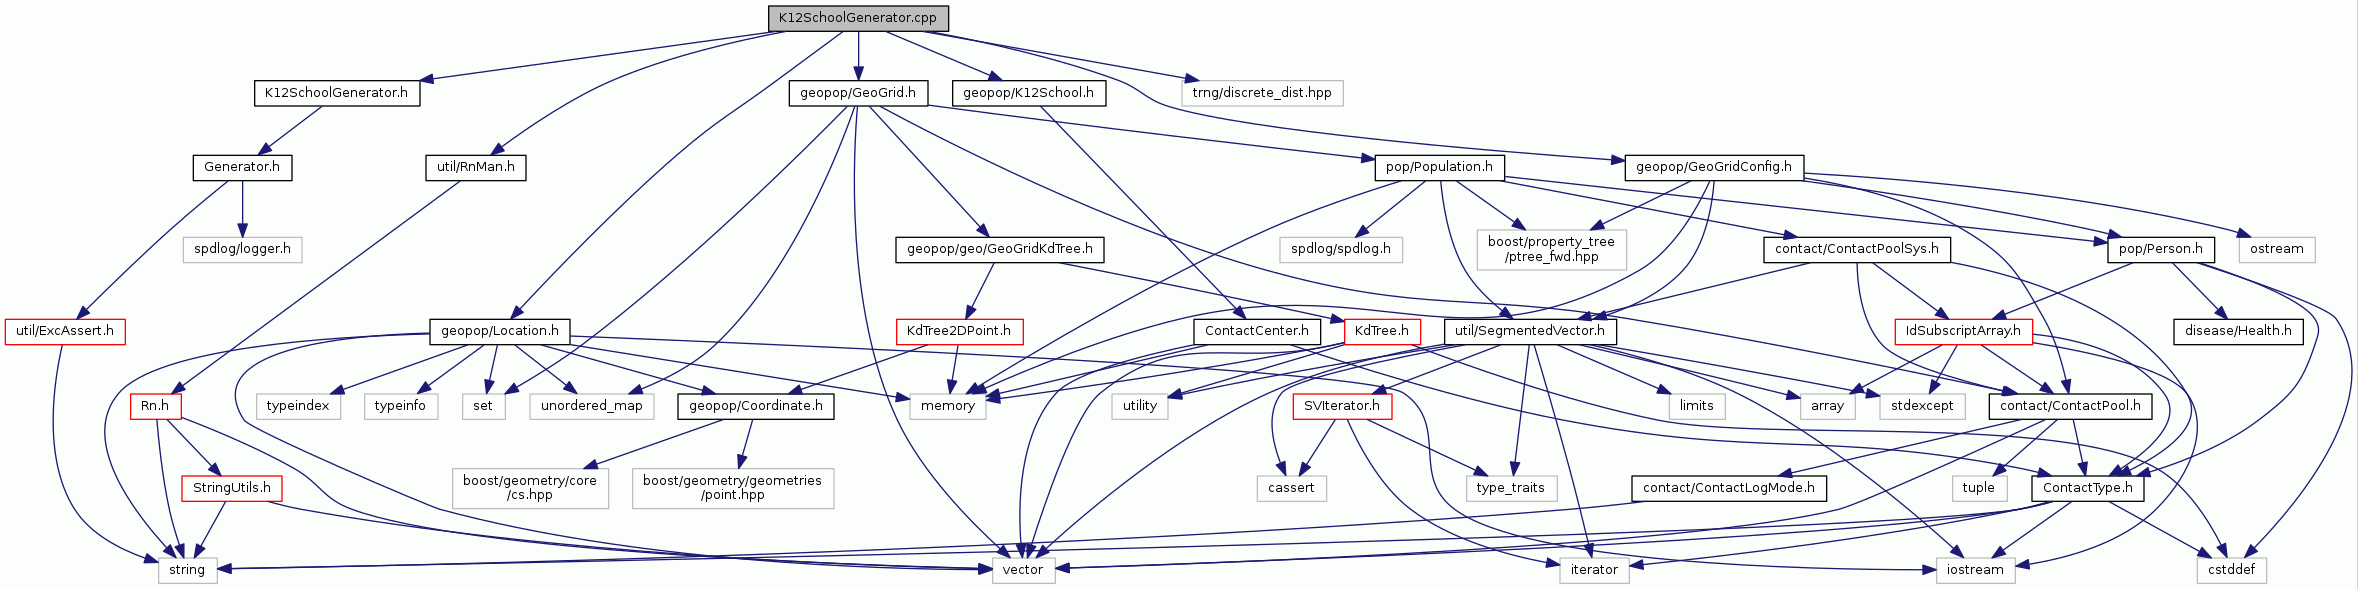 K12SchoolGenerator.cpp
K12SchoolGenerator.h
geopop/GeoGrid.h
geopop/K12School.h
trng/discrete_dist.hpp
Generator.h
util/RnMan.h
pop/Population.h
geopop/GeoGridConfig.h
spdlog/logger.h
geopop/geo/GeoGridKdTree.h
spdlog/spdlog.h
boost/property_tree
/ptree_fwd.hpp
contact/ContactPoolSys.h
pop/Person.h
ostream
util/ExcAssert.h
geopop/Location.h
KdTree2DPoint.h
ContactCenter.h
KdTree.h
util/SegmentedVector.h
IdSubscriptArray.h
disease/Health.h
Rn.h
typeindex
typeinfo
set
unordered_map
geopop/Coordinate.h
memory
utility
SVIterator.h
limits
array
stdexcept
contact/ContactPool.h
StringUtils.h
boost/geometry/core
/cs.hpp
boost/geometry/geometries
/point.hpp
cassert
type_traits
contact/ContactLogMode.h
tuple
ContactType.h
string
vector
iterator
iostream
cstddef